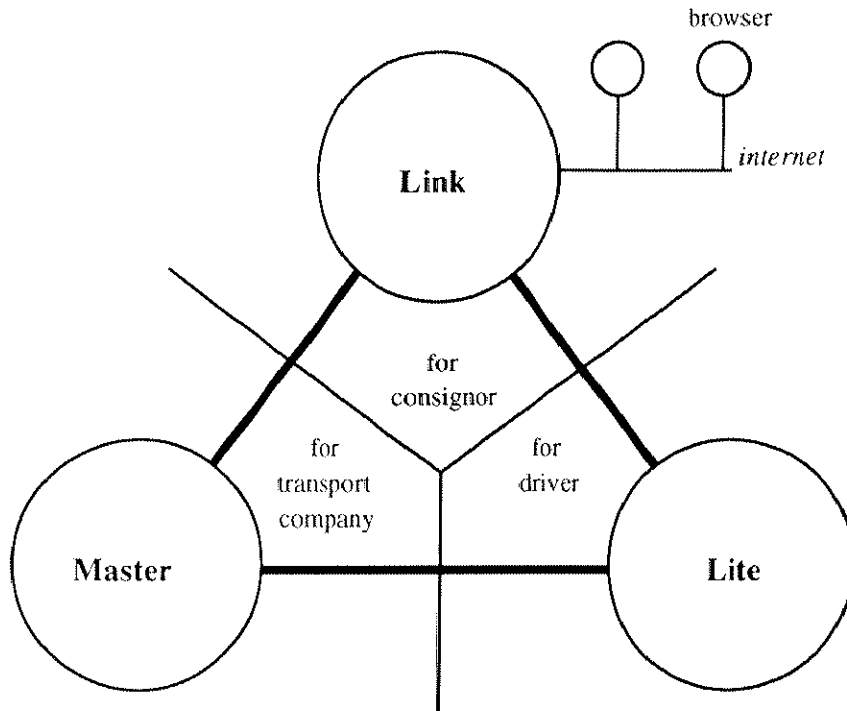 browser
internet
Link
for
consignor
for
transport
company
for
driver
Master
Lite